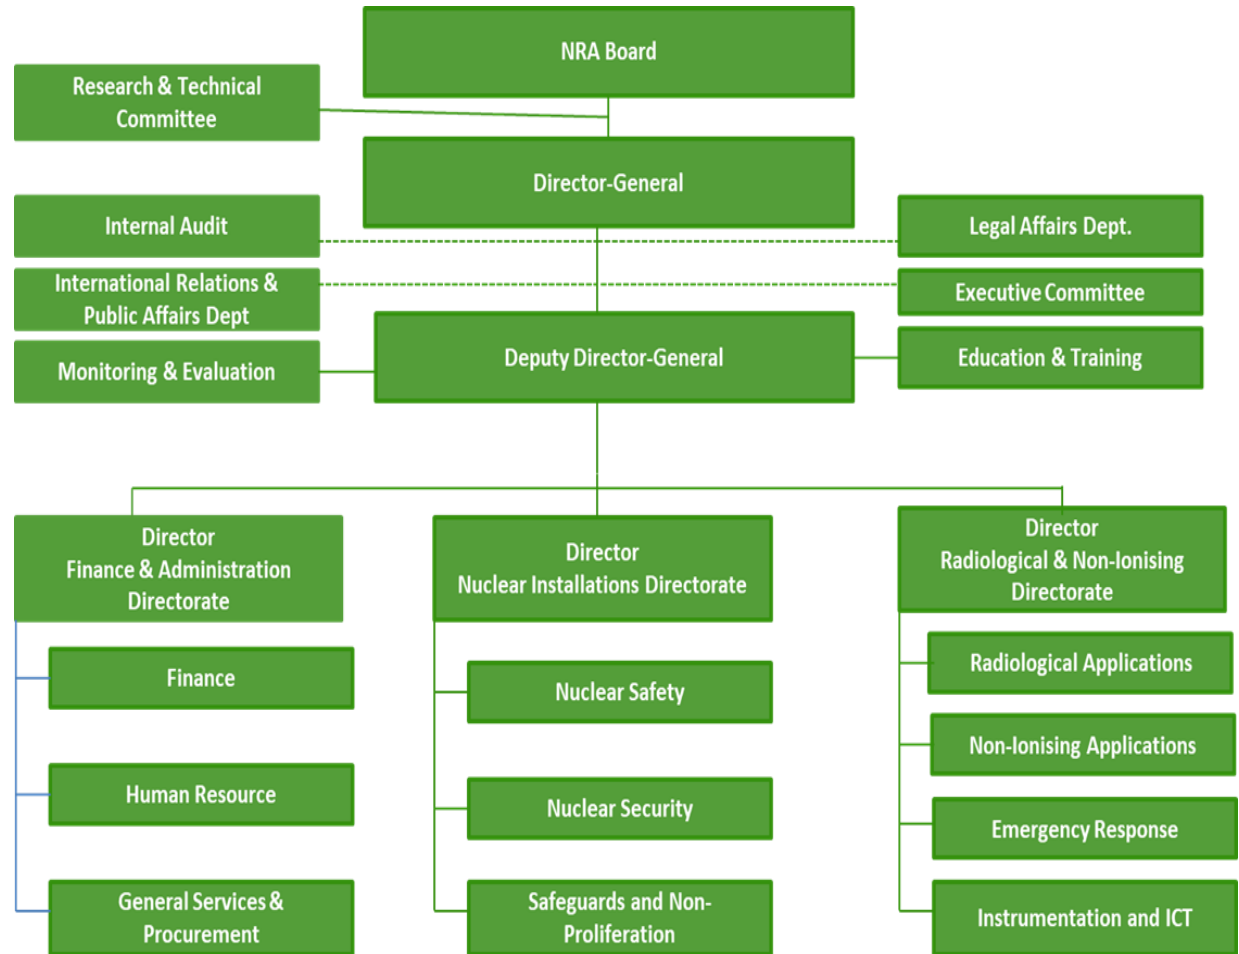 NRA Board
Research & Technical
Committee
Director-General
Internal Audit
Legal Affairs Dept.
International Relations &
Public Affairs Dept
Executive Committee
Deputy Director-General
Monitoring & Evaluation
Education & Training
Director
Finance & Administration
Directorate
Director
Nuclear Installations Directorate
Director
Radiological & Non-Ionising
Directorate
Finance
Human Resource
General Services &
Procurement
Nuclear Safety
Nuclear Security
Safeguards and Non-
Proliferation
Radiological Applications
Non-Ionising Applications
Emergency Response
Instrumentation and ICT